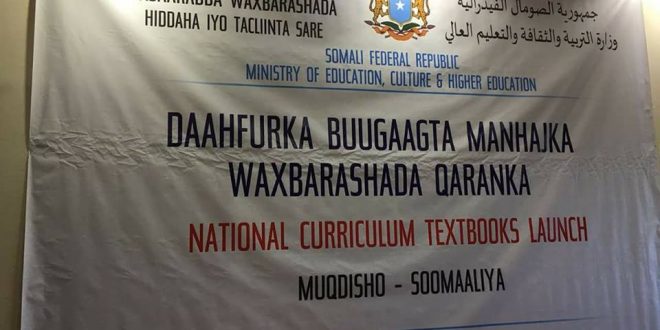 WAXBARASHADA
HIDDAHA IYO TACLIINTA SARE
جمهورية الصومال الفيدرالية
وزارة التربية والثقافة والتعليم العالي
SOMALI FEDERAL REPUBLIC
MINISTRY OF EDUCATION, CULTURE & HIGHER EDUCATION
DAAHFURKA BUUGAAGTA MANHAJKA
WAXBARASHADA QARANKA
NATIONAL CURRICULUM TEXTBOOKS LAUNCH
MUQDISHO - SOOMAALIYA